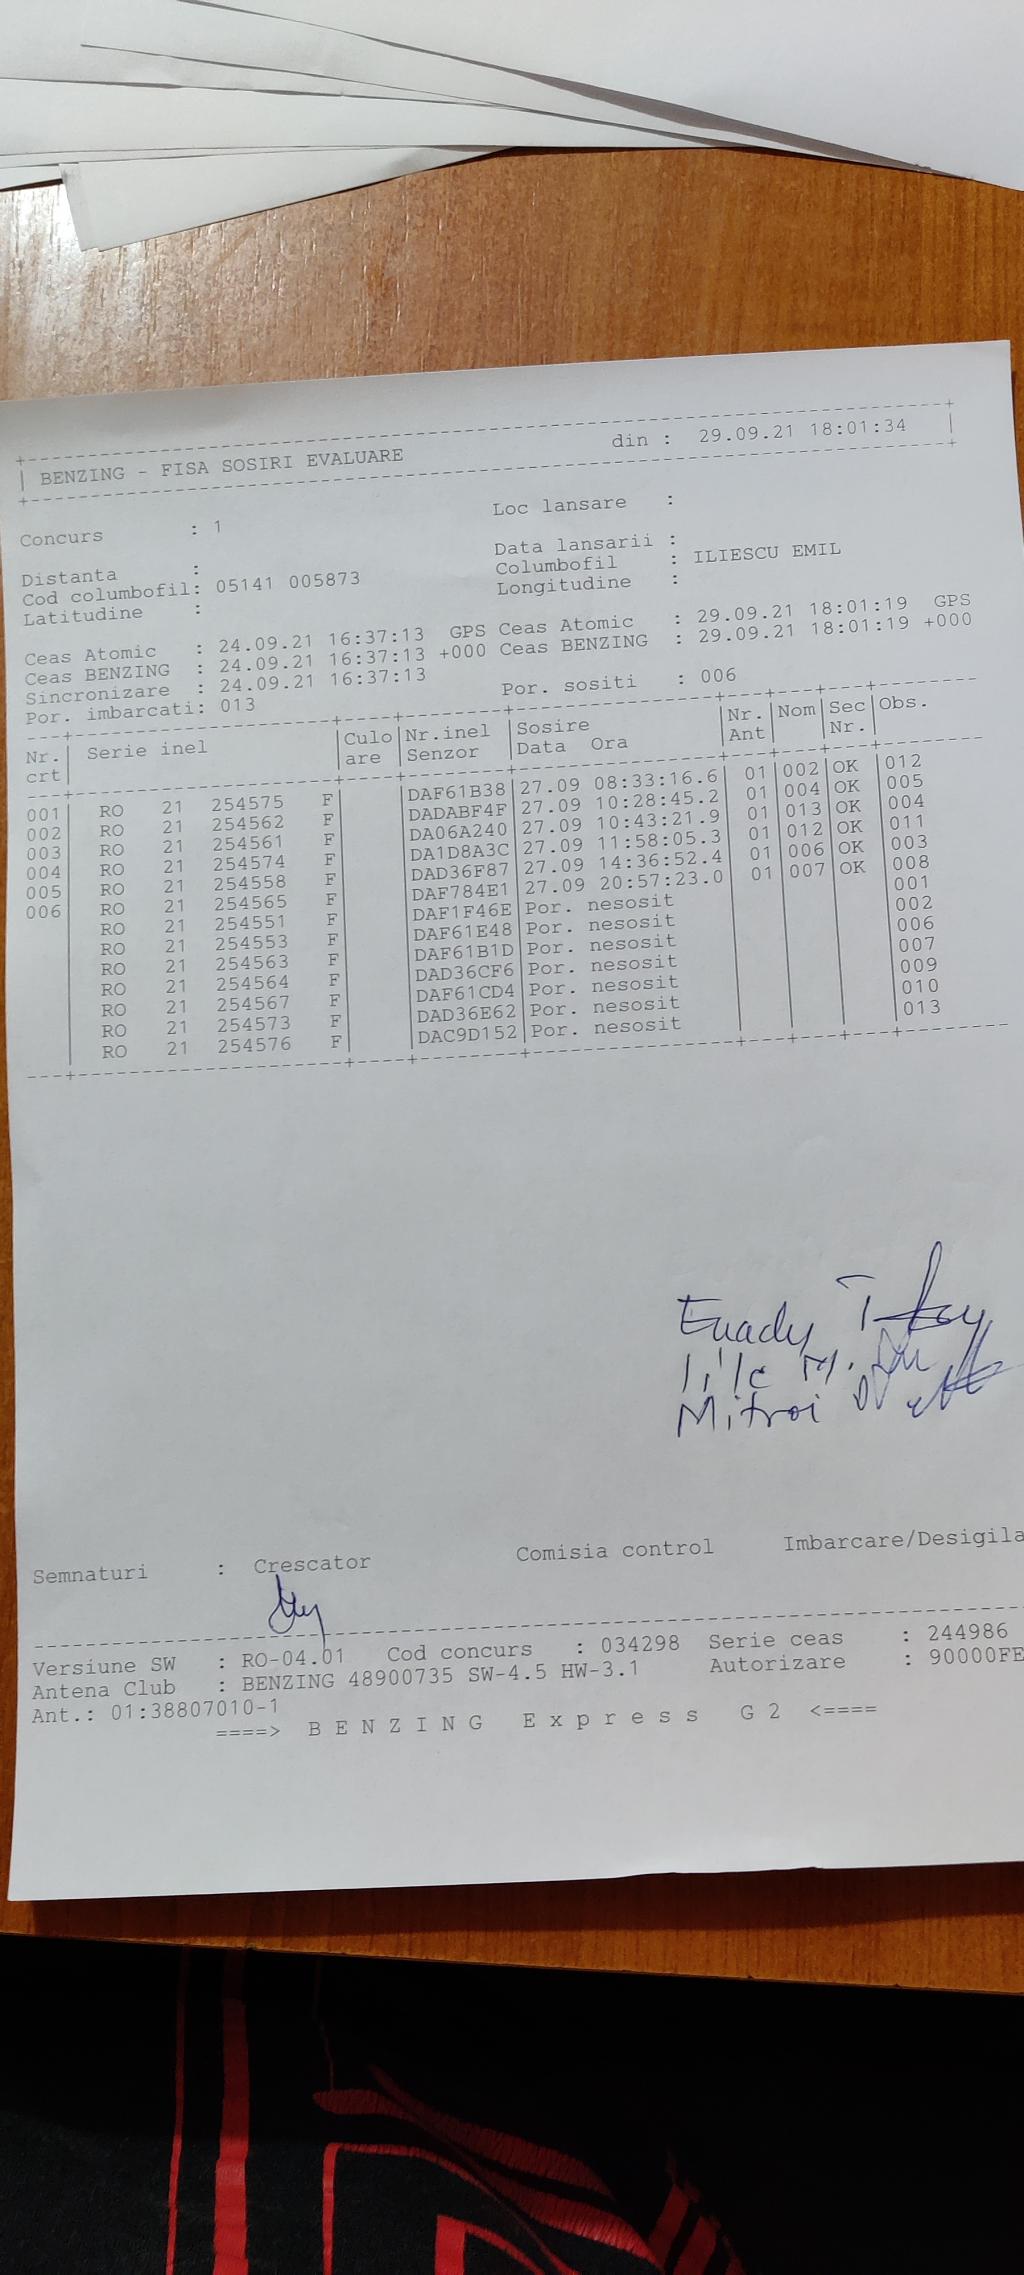 BENZING - FISA SOSIRI EVALUARE din : 29.09.21 18:01:34
Concurs : 1 Loc lansare :
Distanta : Data lansarii :
Cod columbofil: 05141 005873 Columbofil : ILIESCU EMIL
Latitudine : Longitudine :
Ceas Atomic : 24.09.21 16:37:13 GPS Ceas Atomic : 29.09.21 18:01:19 GPS
Ceas BENZING : 24.09.21 16:37:13 +000 Ceas BENZING : 29.09.21 18:01:19 +000
Sincronizare : 24.09.21 16:37:13
Por. imbarcati: 013 Por. sositi : 006
Nr. | Serie inel | Culo | Nr.inel | Sosire | Nr. | Nom | Sec | Obs.
crt | | are | Senzor | Data Ora | Ant | | Nr. |
001 | RO 21 254575 F | | DAF61B38 | 27.09 08:33:16.6 | 01 | 002 | OK | 012
002 | RO 21 254562 F | | DADABF4F | 27.09 10:28:45.2 | 01 | 004 | OK | 005
003 | RO 21 254561 F | | DA06A240 | 27.09 10:43:21.9 | 01 | 013 | OK | 004
004 | RO 21 254574 F | | DA1D8A3C | 27.09 11:58:05.3 | 01 | 012 | OK | 011
005 | RO 21 254558 F | | DAD36F87 | 27.09 14:36:52.4 | 01 | 006 | OK | 003
006 | RO 21 254565 F | | DAF784E1 | 27.09 20:57:23.0 | 01 | 007 | OK | 008
RO 21 254551 F | | DAF1F46E | Por. nesosit | | | | 001
RO 21 254553 F | | DAF61E48 | Por. nesosit | | | | 002
RO 21 254563 F | | DAF61B1D | Por. nesosit | | | | 006
RO 21 254564 F | | DAD36CF6 | Por. nesosit | | | | 007
RO 21 254567 F | | DAF61CD4 | Por. nesosit | | | | 009
RO 21 254573 F | | DAD36E62 | Por. nesosit | | | | 010
RO 21 254576 F | | DAC9D152 | Por. nesosit | | | | 013
Mitroi
Semnaturi : Crescator Comisia control Imbarcare/Desigila
Versiune SW : RO-04.01 Cod concurs : 034298 Serie ceas : 244986
Antena Club : BENZING 48900735 SW-4.5 HW-3.1 Autorizare : 90000FE
Ant.: 01:38807010-1
====> B E N Z I N G E x p r e s s G 2 <====